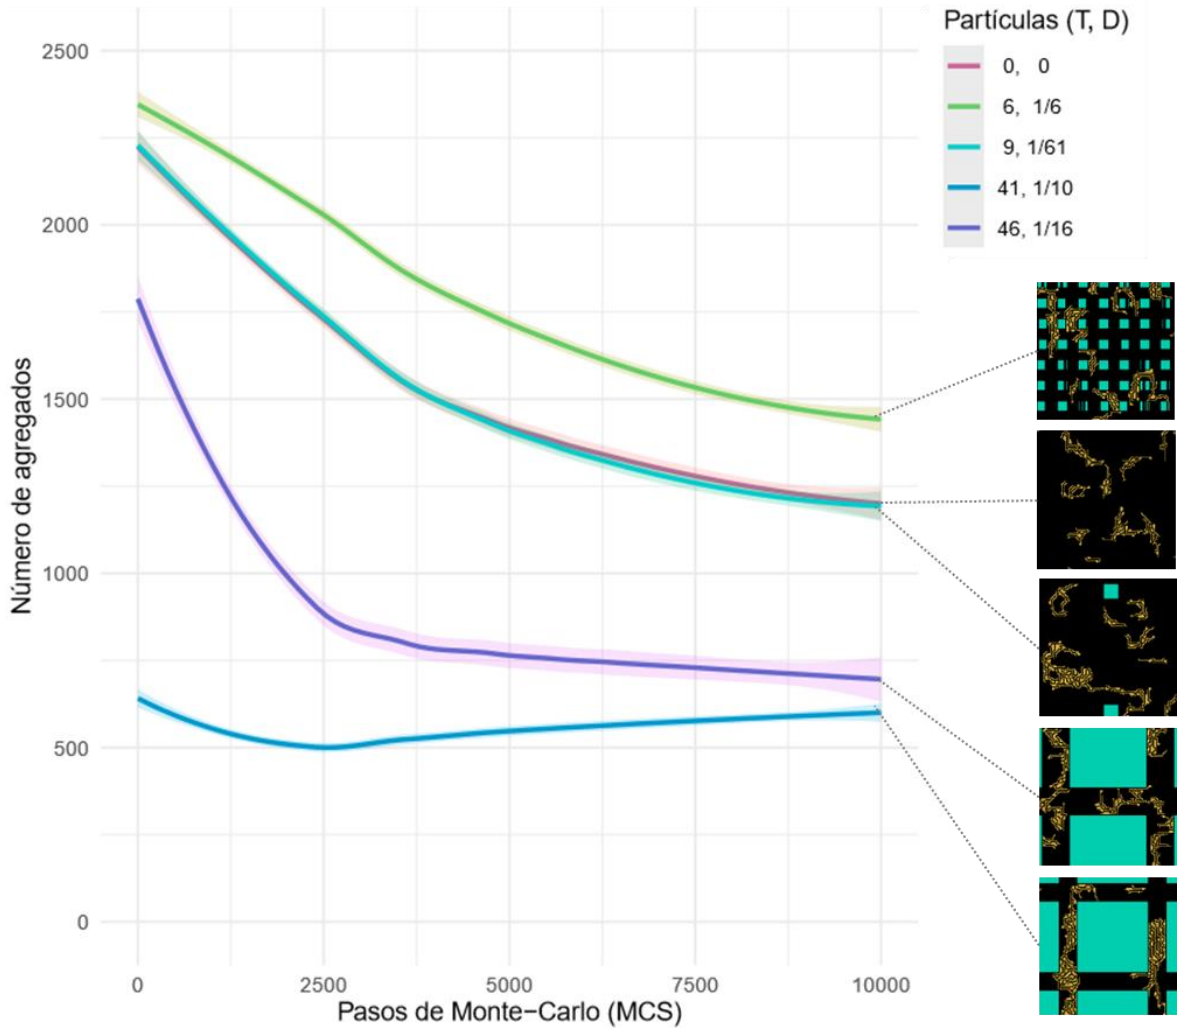 Partículas (T, D)
0, 0
6, 1/6
9, 1/61
41, 1/10
46, 1/16
Número de agregados
2500
2000
1500
1000
500
0
0 2500 5000 7500 10000
Pasos de Monte-Carlo (MCS)